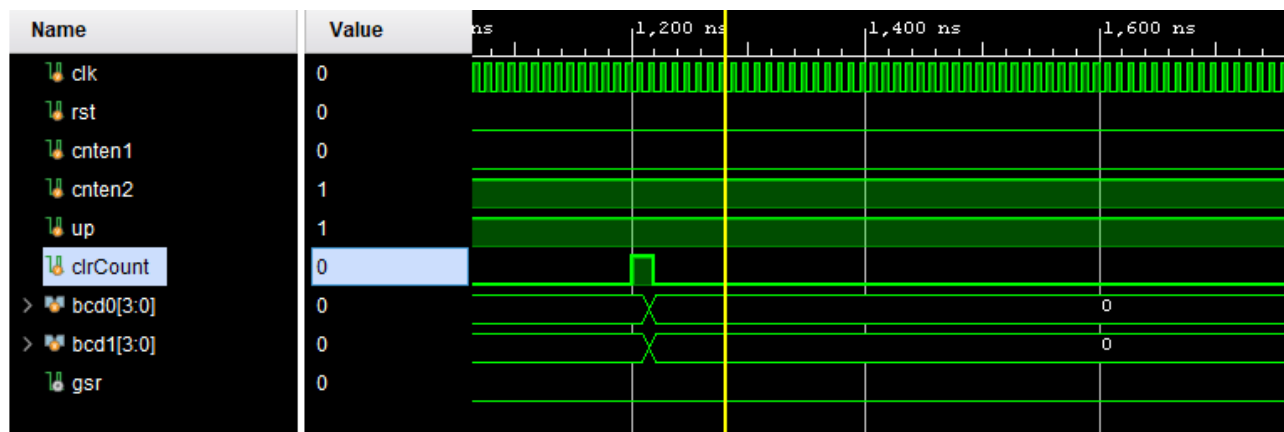 Name Value ns 1,200 ns 1,400 ns 1,600 ns
clk 0
rst 0
cnten1 0
cnten2 1
up 1
clrCount 0
bcd0[3:0] 0 0
bcd1[3:0] 0 0
gsr 0